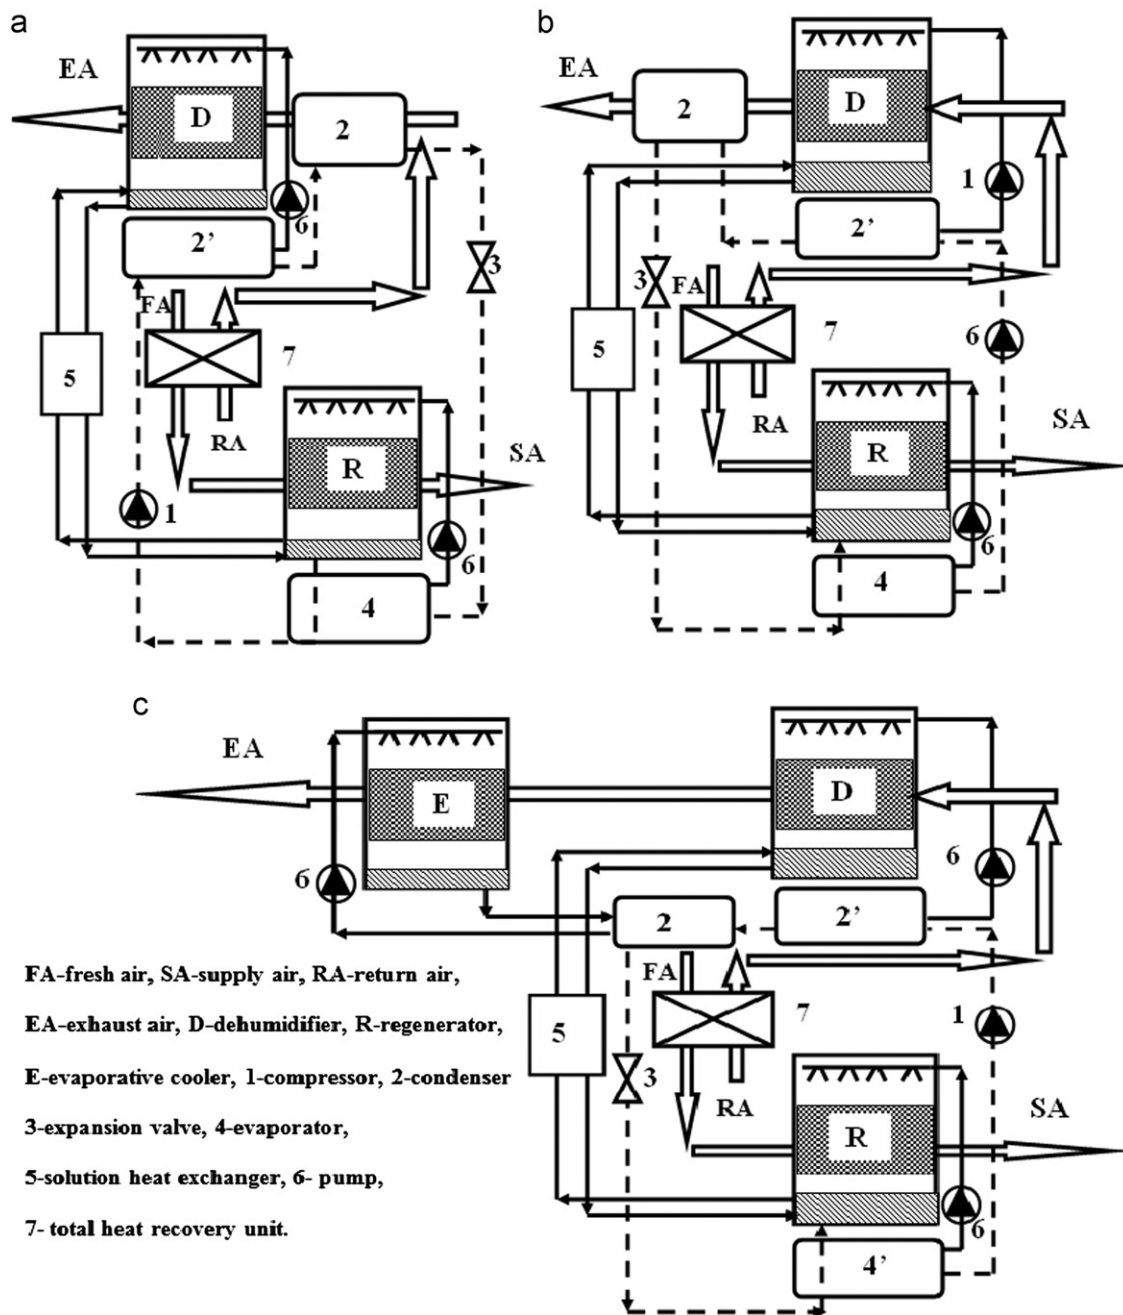 a
EA
D
2
6
2’
3
FA
7
5
RA
R
SA
1
6
4
b
EA
2
D
1
2’
3
FA
7
6
5
RA
R
SA
6
4
c
EA
E
D
6
6
2
2’
FA
7
1
5
3
RA
R
SA
6
4’
FA-fresh air, SA-supply air, RA-return air,
EA-exhaust air, D-dehumidifier, R-regenerator,
E-evaporative cooler, 1-compressor, 2-condenser
3-expansion valve, 4-evaporator,
5-solution heat exchanger, 6- pump,
7- total heat recovery unit.